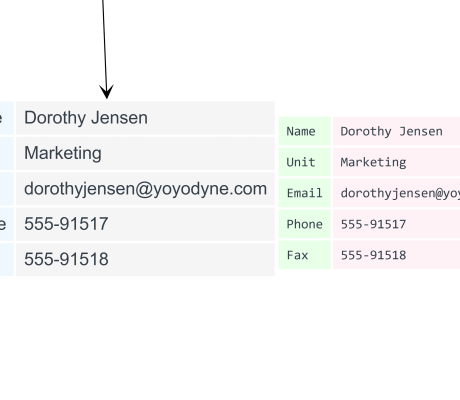 e Dorothy Jensen
Marketing
dorothyjensen@yoyodyne.com
e 555-91517
555-91518
Name Dorothy Jensen
Unit Marketing
Email dorothyjensen@yoy
Phone 555-91517
Fax 555-91518